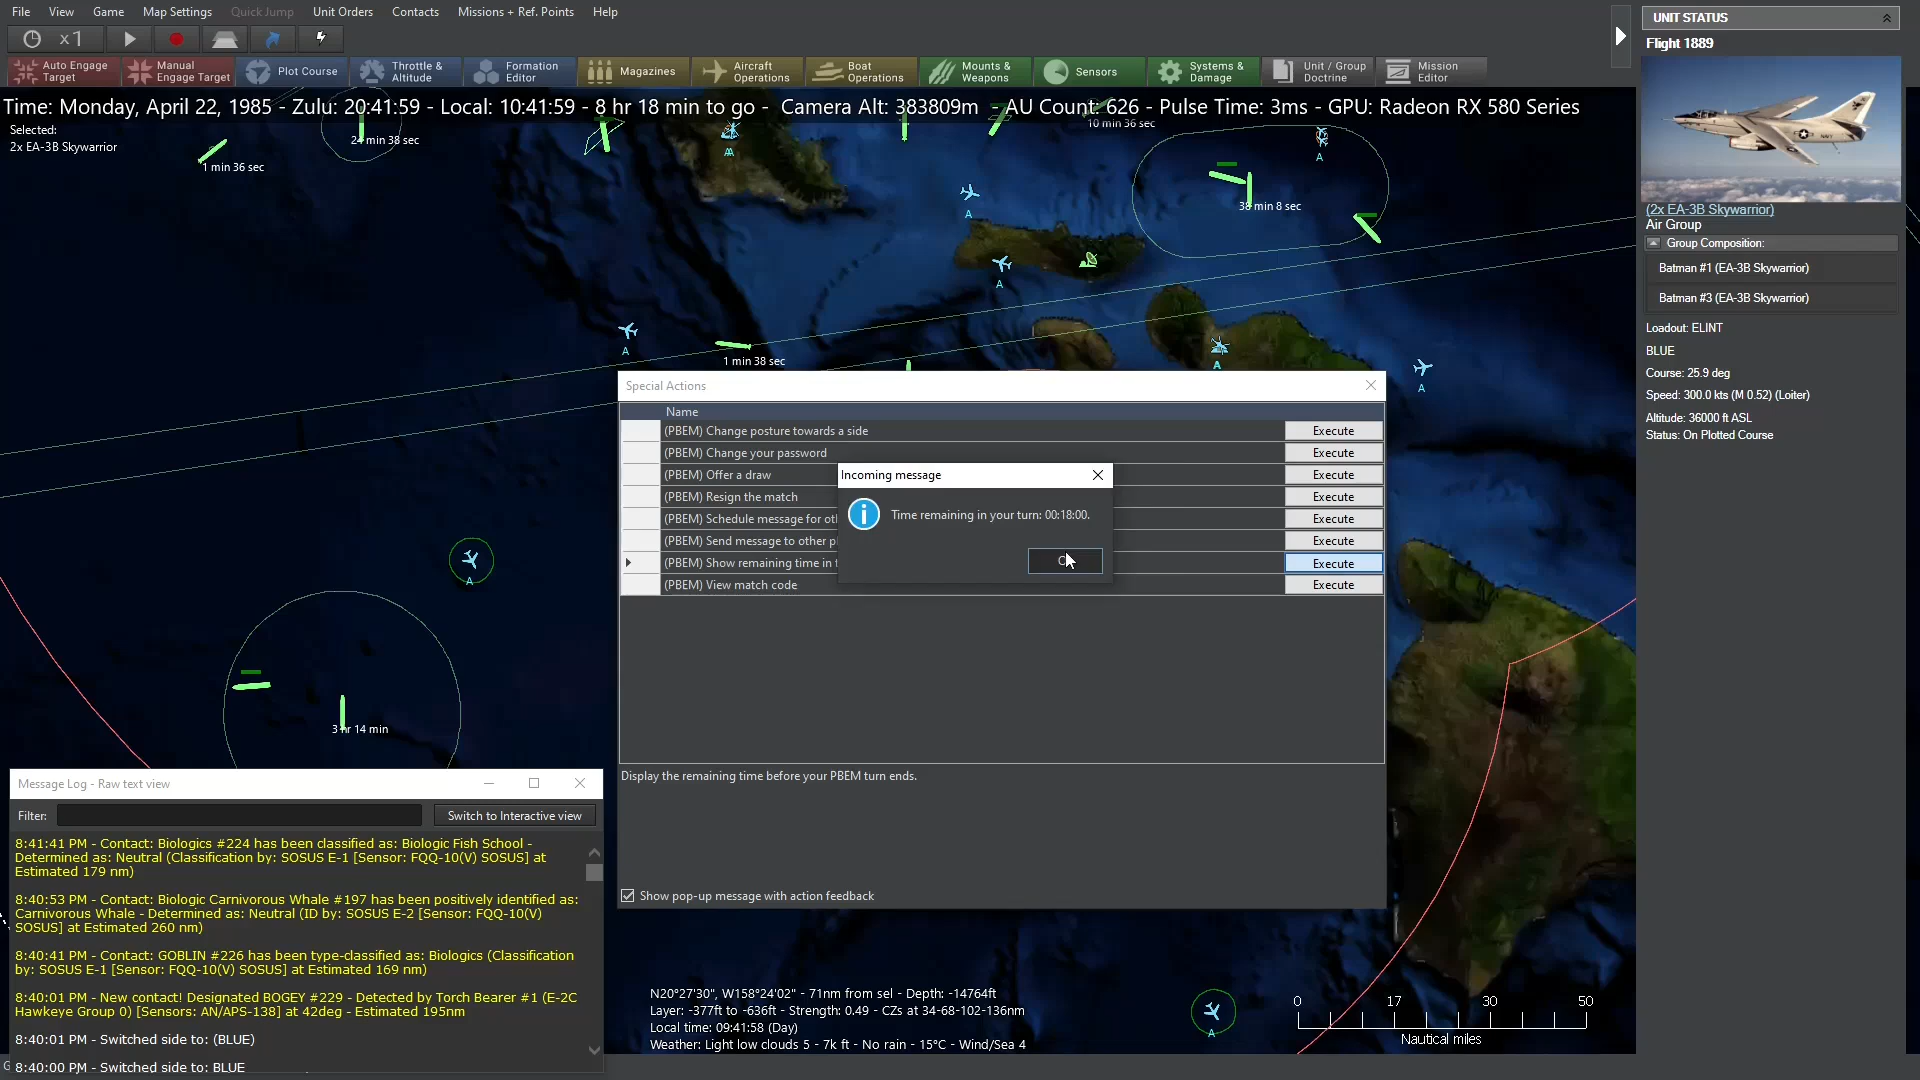 File View Game Map Settings Quick Jump Unit Orders Contacts Missions + Ref. Points Help
x1
Auto Engage Target
Manual Engage Target
Plot Course
Throttle & Altitude
Formation Editor
Magazines
Aircraft Operations
Boat Operations
Mounts & Weapons
Sensors
Systems & Damage
Unit / Group Doctrine
Mission Editor
Time: Monday, April 22, 1985 - Zulu: 20:41:59 - Local: 10:41:59 - 8 hr 18 min to go - Camera Alt: 383809m - AU Count: 626 - Pulse Time: 3ms - GPU: Radeon RX 580 Series
Selected:
2x EA-3B Skywarrior
1 min 36 sec
24 min 38 sec
10 min 36 sec
38 min 8 sec
1 min 38 sec
3 hr 14 min
Special Actions
Name
(PBEM) Change posture towards a side Execute
(PBEM) Change your password Execute
(PBEM) Offer a draw Execute
(PBEM) Resign the match Execute
(PBEM) Schedule message for Execute
(PBEM) Send message to other Execute
(PBEM) Show remaining time in Execute
(PBEM) View match code Execute
Incoming message
Time remaining in your turn: 00:18:00.
Display the remaining time before your PBEM turn ends.
Show pop-up message with action feedback
Message Log - Raw text view
Filter:
Switch to Interactive view
8:41:41 PM - Contact: Biologics #224 has been classified as: Biologic Fish School -
Determined as: Neutral (Classification by: SOSUS E-1 [Sensor: FQQ-10(V) SOSUS] at
Estimated 179 nm)
8:40:53 PM - Contact: Biologic Carnivorous Whale #197 has been positively identified as:
Carnivorous Whale - Determined as: Neutral (ID by: SOSUS E-2 [Sensor: FQQ-10(V)
SOSUS] at Estimated 260 nm)
8:40:41 PM - Contact: GOBLIN #226 has been type-classified as: Biologics (Classification
by: SOSUS E-1 [Sensor: FQQ-10(V) SOSUS] at Estimated 169 nm)
8:40:01 PM - New contact! Designated BOGEY #229 - Detected by Torch Bearer #1 (E-2C
Hawkeye Group 0) [Sensors: AN/APS-138] at 42deg - Estimated 195nm
8:40:01 PM - Switched side to: (BLUE)
8:40:00 PM - Switched side to: BLUE
N20°27'30", W158°24'02" - 71nm from sel - Depth: -14764ft
Layer: -377ft to -636ft - Strength: 0.49 - CZs at 34-68-102-136nm
Local time: 09:41:58 (Day)
Weather: Light low clouds 5 - 7k ft - No rain - 15°C - Wind/Sea 4
0 17 30 50
Nautical miles
UNIT STATUS
Flight 1889
(2x EA-3B Skywarrior)
Air Group
Group Composition:
Batman #1 (EA-3B Skywarrior)
Batman #3 (EA-3B Skywarrior)
Loadout: ELINT
BLUE
Course: 25.9 deg
Speed: 300.0 kts (M 0.52) (Loiter)
Altitude: 36000 ft ASL
Status: On Plotted Course